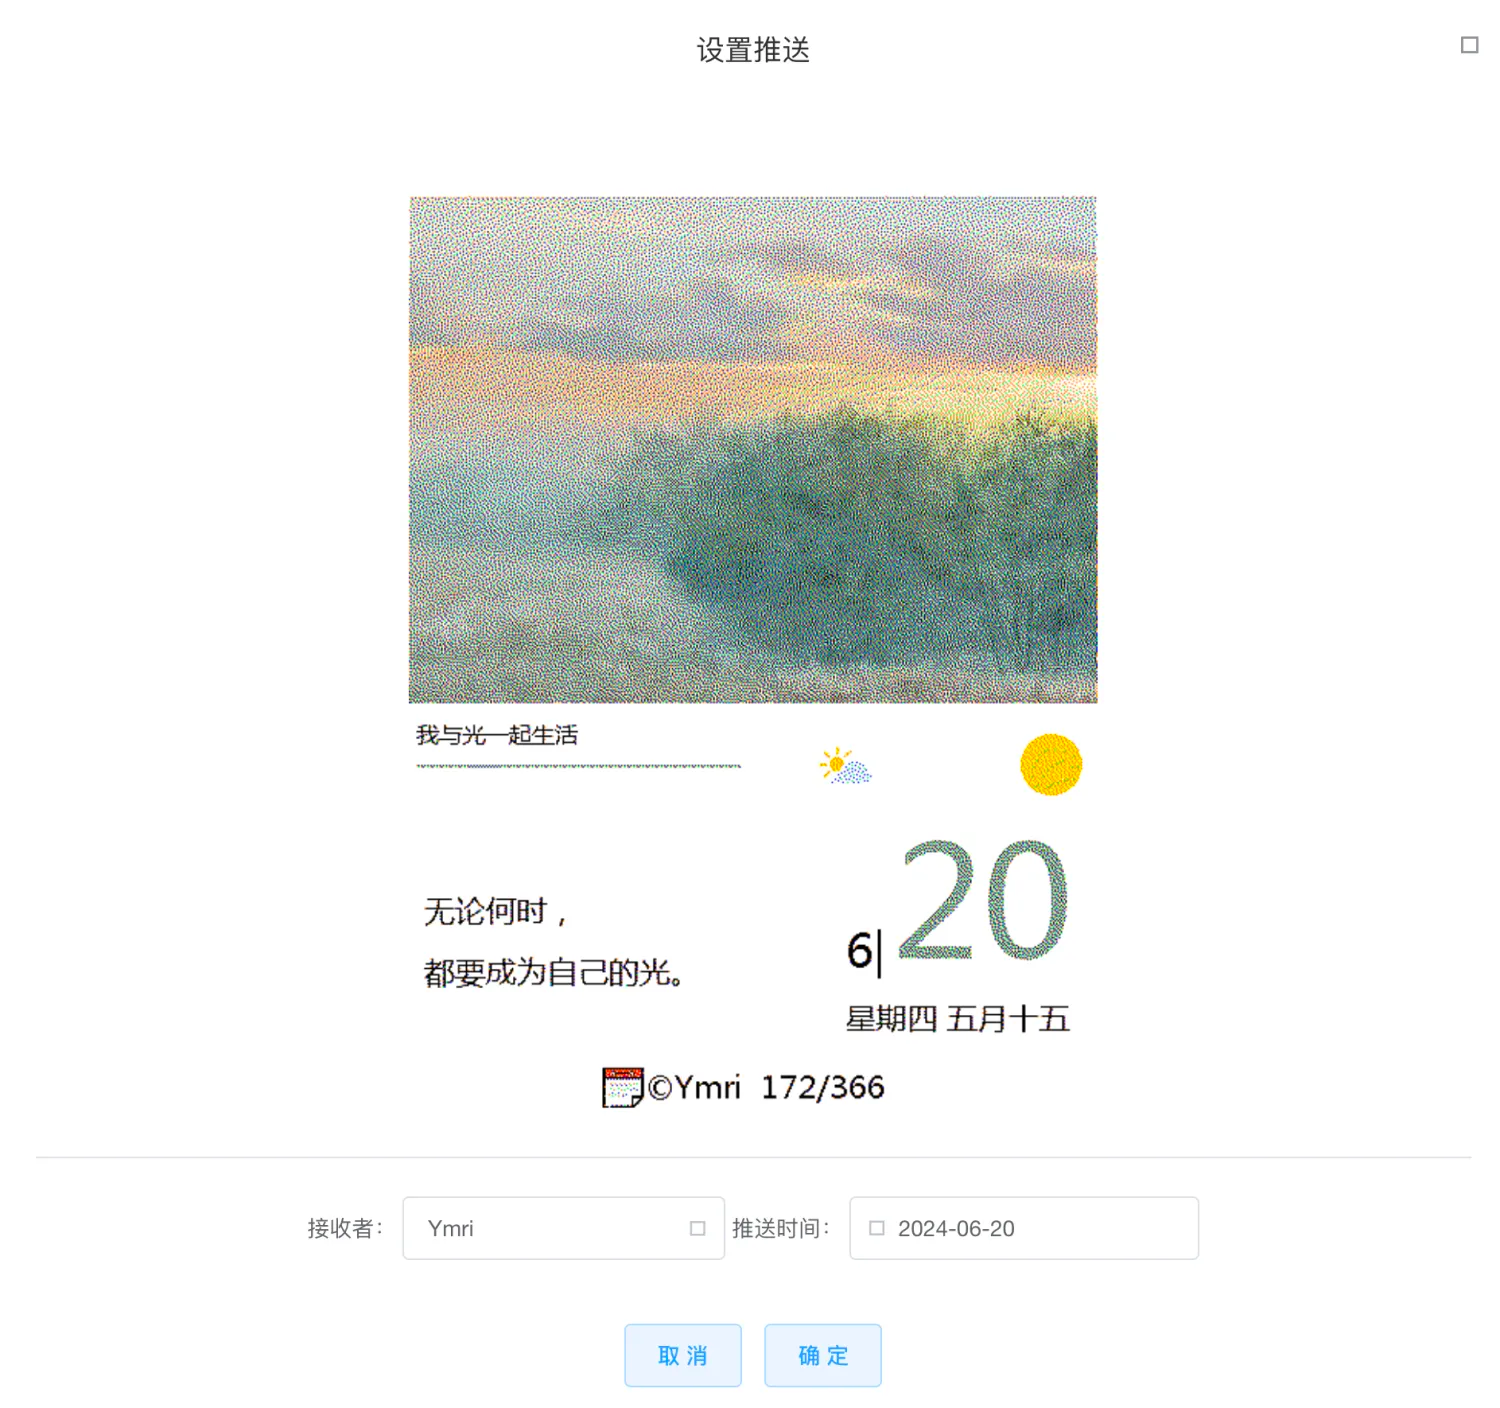 设置推送
我与光一起生活
无论何时，
都要成为自己的光。
6| 20
星期四 五月十五
©Ymri 172/366
接收者： Ymri 推送时间： 2024-06-20
取 消 确 定